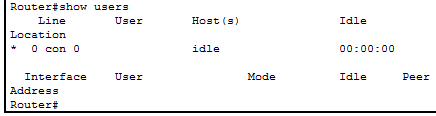 Router#show users
Line User Host(s) Idle
Location
* 0 con 0 idle 00:00:00
Interface User Mode Idle Peer
Address
Router#